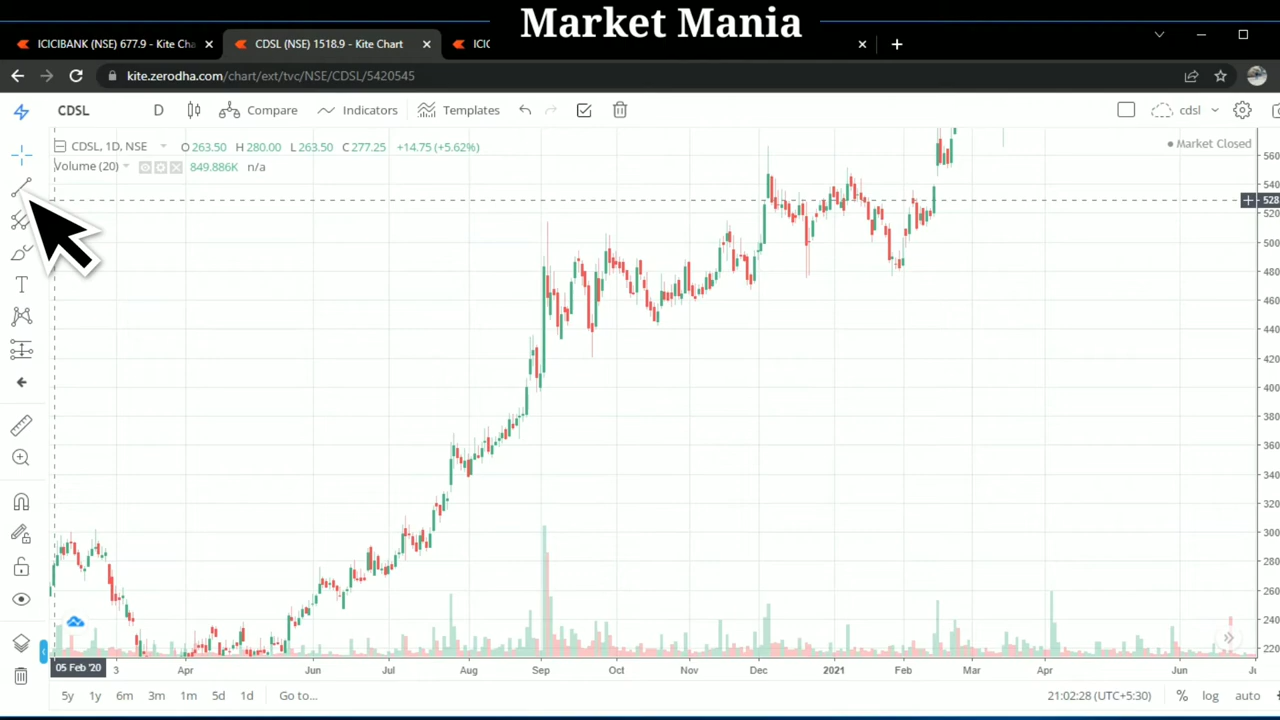 Market Mania
ICICIBANK (NSE) 677.9 - Kite Cha
CDSL (NSE) 1518.9 - Kite Chart
ICIC
kite.zerodha.com/chart/ext/tvc/NSE/CDSL/5420545
CDSL D Compare Indicators Templates cdsl
CDSL, 1D, NSE O263.50 H280.00 L263.50 C277.25 +14.75 (+5.62%)
Market Closed
Volume (20) 849.886K n/a
560
540
528
520
500
480
460
440
420
400
380
360
340
320
300
280
260
240
220
05 Feb '20 3 Apr Jun Jul Aug Sep Oct Nov Dec 2021 Feb Mar Apr Jun
5y 1y 6m 3m 1m 5d 1d Go to... 21:02:28 (UTC+5:30) % log auto